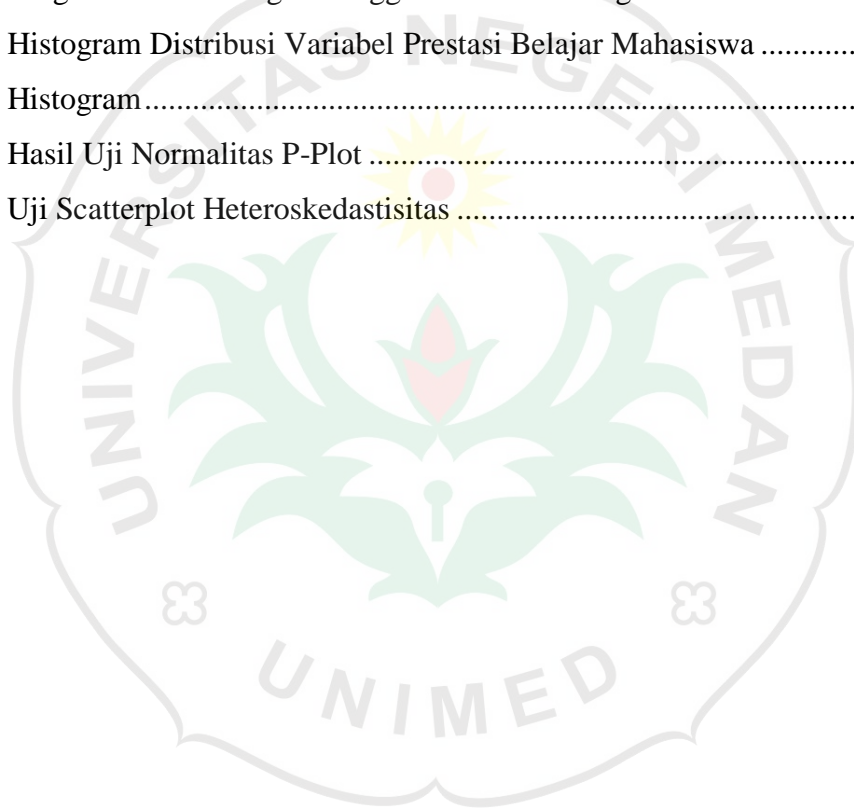 Histogram Distribusi Variabel Prestasi Belajar Mahasiswa .............
Histogram..........................................................................................
Hasil Uji Normalitas P-Plot .............................................................
Uji Scatterplot Heteroskedastisitas ..................................................
UNIVERSITAS NEGERI MEDAN
UNIMED